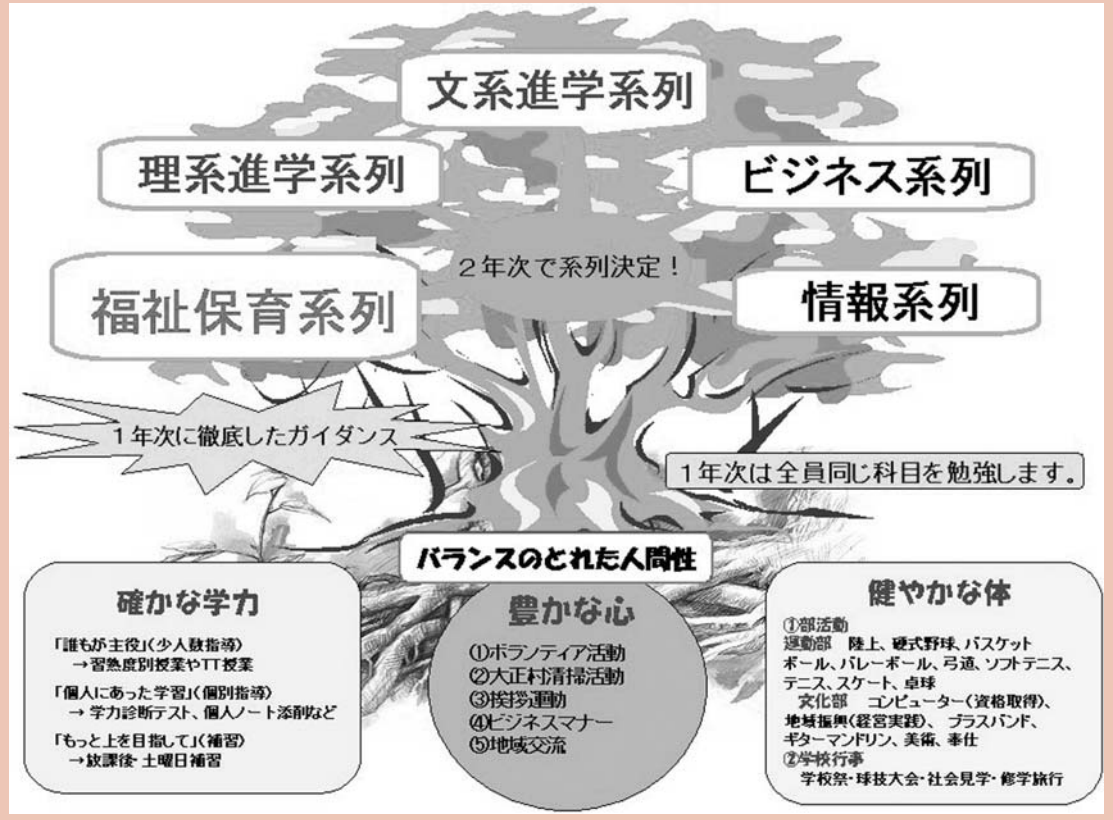 文系進学系列
理系進学系列
ビジネス系列
2年次で系列決定!
福祉保育系列
情報系列
1年次に徹底したガイダンス
1年次は全員同じ科目を勉強します。
バランスのとれた人間性
確かな学力
「誰もが主役」(少人数指導)
→習熟度別授業やTT授業
「個人にあった学習」(個別指導)
→ 学力診断テスト、個人ノート添削など
「もっと上を目指して」(補習)
→放課後・土曜日補習
豊かな心
①ボランティア活動
②大正村清掃活動
③挨拶運動
④ビジネスマナー
⑤地域交流
健やかな体
①部活動
運動部 陸上、硬式野球、バスケット
ボール、バレーボール、弓道、ソフトテニス、
テニス、スケート、卓球
文化部 コンピューター(資格取得)、
地域振興(経営実践)、ブラスバンド、
ギターマンドリン、美術、奉仕
②学校行事
学校祭・球技大会・社会見学・修学旅行